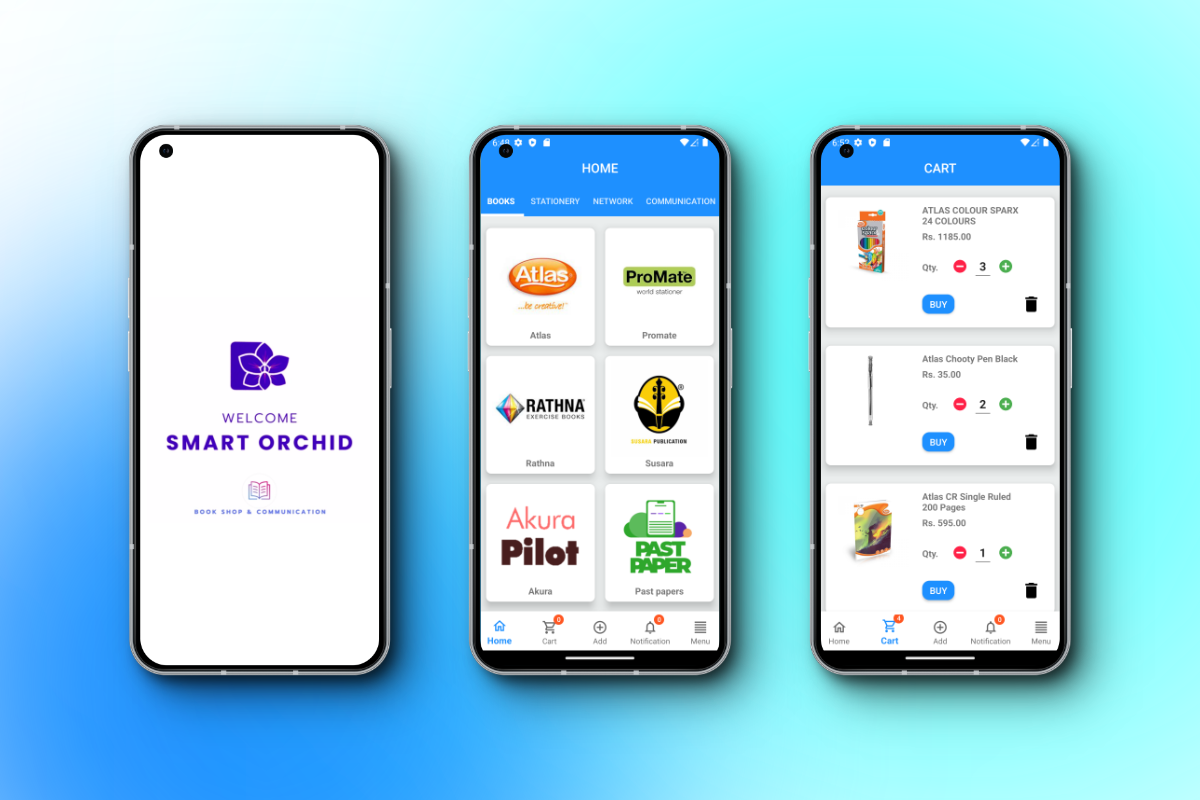 WELCOME
SMART ORCHID
BOOK SHOP & COMMUNICATION
6:48
HOME
BOOKS STATIONERY NETWORK COMMUNICATION
Atlas
...be creative!
Atlas
ProMate
world stationer
Promate
RATHNA
EXERCISE BOOKS
Rathna
®
SUSARA PUBLICATION
Susara
Akura
Pilot
Akura
PAST
PAPER
Past papers
0 0
Home Cart Add Notification Menu
6:52
CART
ATLAS COLOUR SPARX
24 COLOURS
Rs. 1185.00
Qty. 3
BUY
Atlas Chooty Pen Black
Rs. 35.00
Qty. 2
BUY
Atlas CR Single Ruled
200 Pages
Rs. 595.00
Qty. 1
BUY
4 0
Home Cart Add Notification Menu